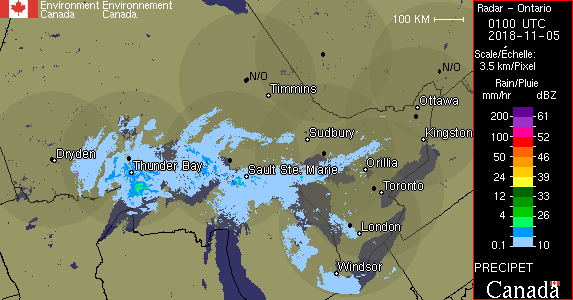 Environment Environnement
Canada Canada
100 KM
N/O
N/O
Timmins
Ottawa
Sudbury
Kingston
Dryden
Thunder Bay
Sault Ste. Marie
Orillia
Toronto
London
Windsor
Radar - Ontario
0100 UTC
2018-11-05
Scale/Échelle:
3.5 km/Pixel
Rain/Pluie
mm/hr dBZ
200 61
100 52
50 46
24 39
12 33
4 26
0.1 10
PRECIPET
Canada